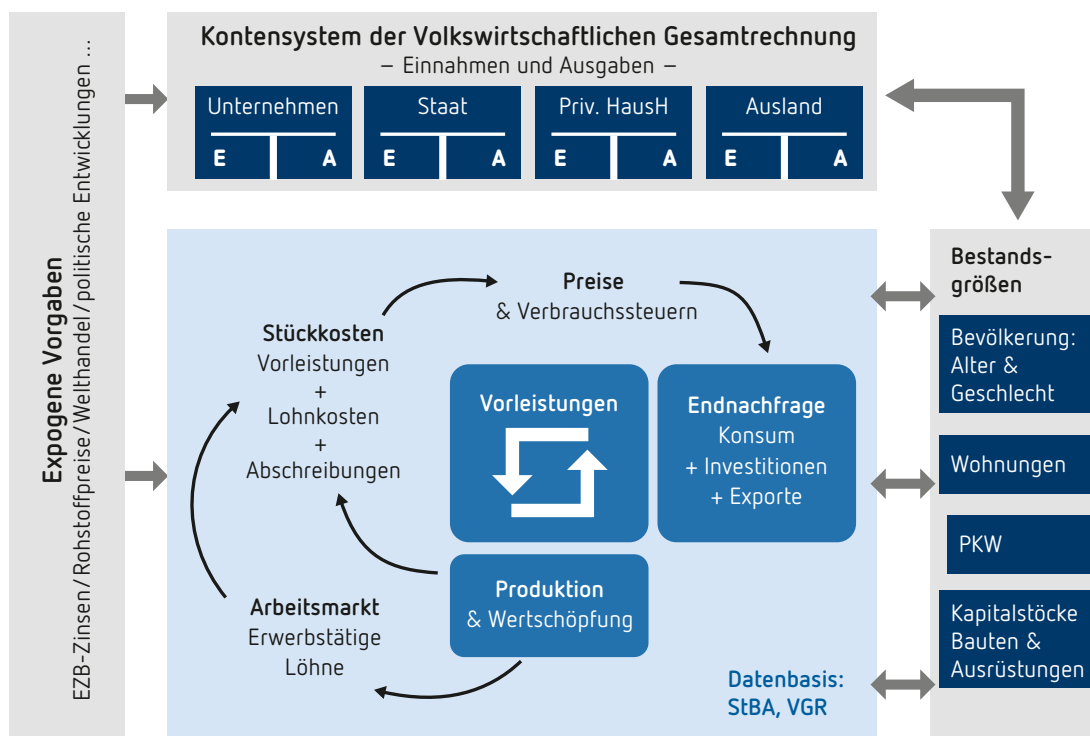 Expogene Vorgaben
EZB-Zinsen/Rohstoffpreise/Welthandel/politische Entwicklungen ...
Kontensystem der Volkswirtschaftlichen Gesamtrechnung
– Einnahmen und Ausgaben –
Unternehmen
E A
Staat
E A
Priv. HausH
E A
Ausland
E A
Preise
& Verbrauchssteuern
Stückkosten
Vorleistungen
+
Lohnkosten
+
Abschreibungen
Vorleistungen
Endnachfrage
Konsum
+ Investitionen
+ Exporte
Produktion
& Wertschöpfung
Arbeitsmarkt
Erwerbstätige
Löhne
Datenbasis:
StBA, VGR
Bestands-
größen
Bevölkerung:
Alter &
Geschlecht
Wohnungen
PKW
Kapitalstöcke
Bauten &
Ausrüstungen